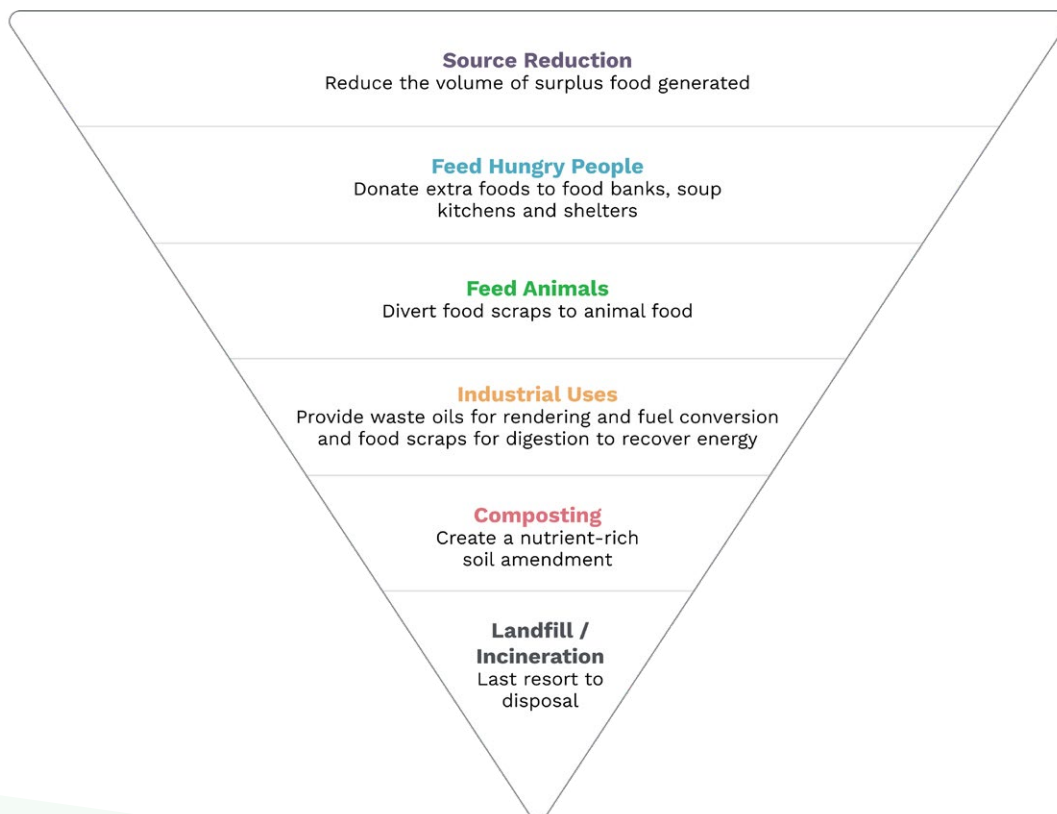 Source Reduction
Reduce the volume of surplus food generated
Feed Hungry People
Donate extra foods to food banks, soup
kitchens and shelters
Feed Animals
Divert food scraps to animal food
Industrial Uses
Provide waste oils for rendering and fuel conversion
and food scraps for digestion to recover energy
Composting
Create a nutrient-rich
soil amendment
Landfill /
Incineration
Last resort to
disposal